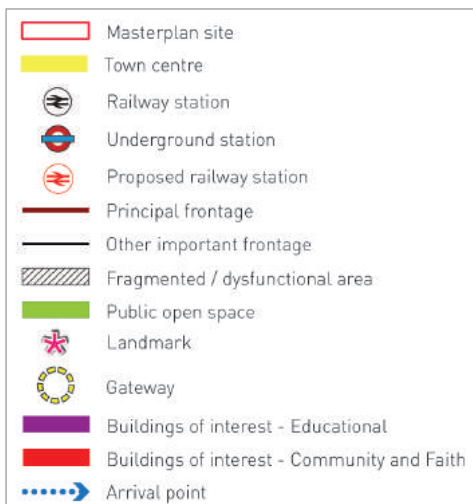 Masterplan site
Town centre
Railway station
Underground station
Proposed railway station
Principal frontage
Other important frontage
Fragmented / dysfunctional area
Public open space
Landmark
Gateway
Buildings of interest - Educational
Buildings of interest - Community and Faith
Arrival point